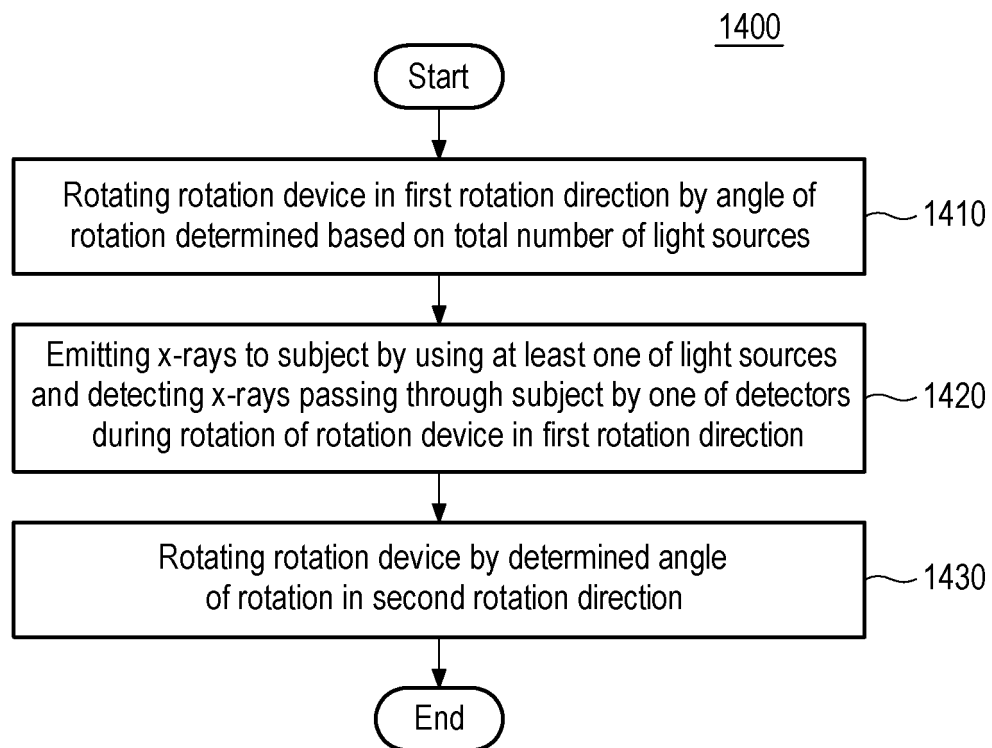 1400
Start
Rotating rotation device in first rotation direction by angle of
rotation determined based on total number of light sources
1410
Emitting x-rays to subject by using at least one of light sources
and detecting x-rays passing through subject by one of detectors
during rotation of rotation device in first rotation direction
1420
Rotating rotation device by determined angle
of rotation in second rotation direction
1430
End